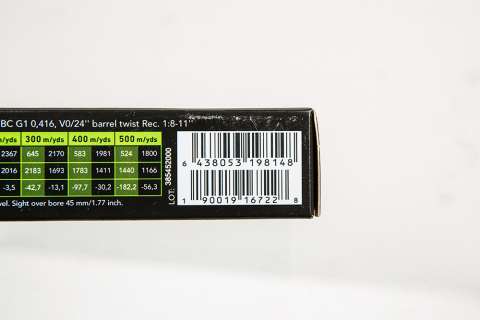 BC G1 0,416, V0/24" barrel twist Rec. 1:8-11"
m/yds 300 m/yds 400 m/yds 500 m/yds
2367 645 2170 583 1981 524 1800
2016 2183 1693 1783 1411 1440 1166
-3,5 -42,7 -13,1 -97,7 -30,2 -182,2 -56,3
vel. Sight over bore 45 mm/1.77 inch.
LOT: 385452000
6 438053 198148
1 90019 16722 8